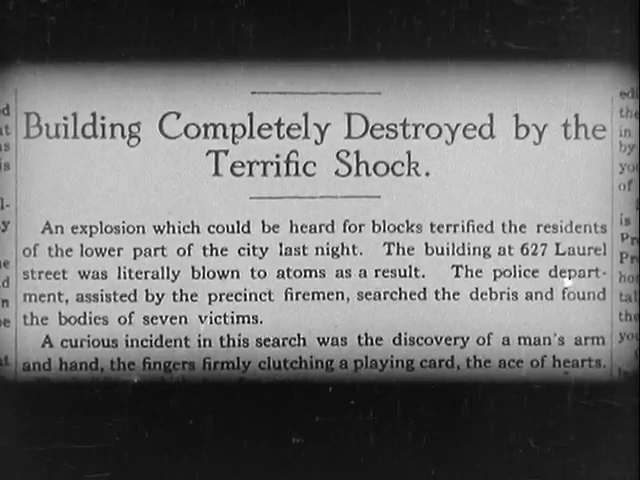 Building Completely Destroyed by the
Terrific Shock.
An explosion which could be heard for blocks terrified the residents
of the lower part of the city last night. The building at 627 Laurel
street was literally blown to atoms as a result. The police depart-
ment, assisted by the precinct firemen, searched the debris and found
the bodies of seven victims.
A curious incident in this search was the discovery of a man's arm
and hand, the fingers firmly clutching a playing card, the ace of hearts.